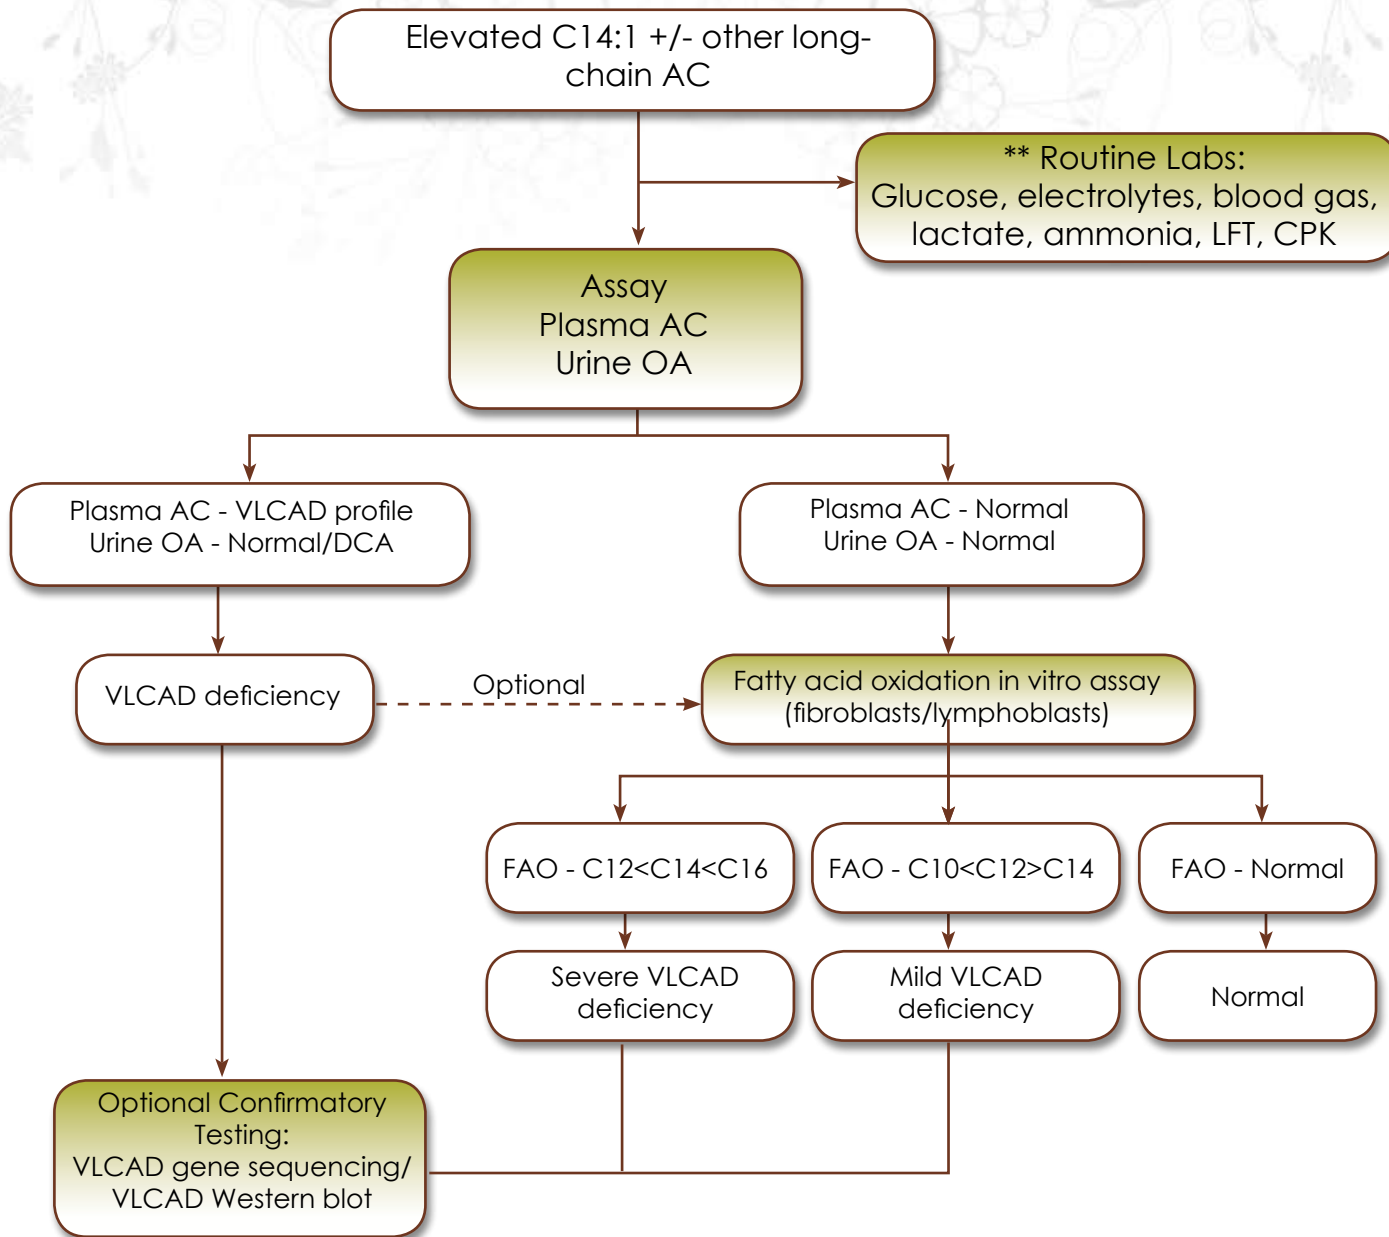 Elevated C14:1 +/- other long-
chain AC
** Routine Labs:
Glucose, electrolytes, blood gas,
lactate, ammonia, LFT, CPK
Assay
Plasma AC
Urine OA
Plasma AC - VLCAD profile
Urine OA - Normal/DCA
Plasma AC - Normal
Urine OA - Normal
VLCAD deficiency
Optional
Fatty acid oxidation in vitro assay
(fibroblasts/lymphoblasts)
FAO - C12<C14<C16
FAO - C10<C12>C14
FAO - Normal
Severe VLCAD
deficiency
Mild VLCAD
deficiency
Normal
Optional Confirmatory
Testing:
VLCAD gene sequencing/
VLCAD Western blot